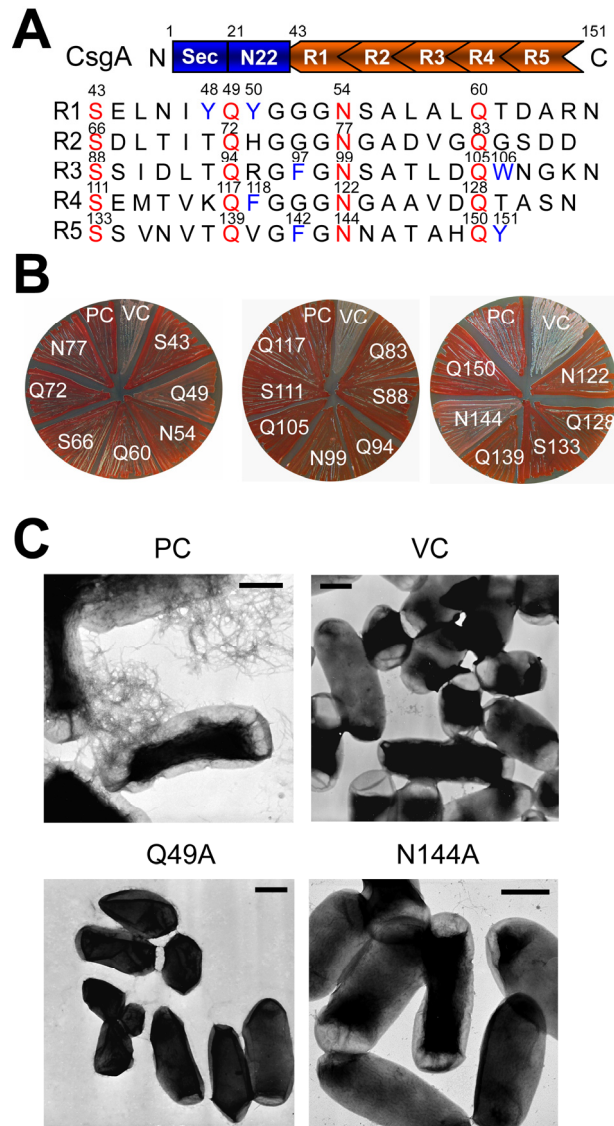 A
1 21 43 151
CsgA N Sec N22 R1 R2 R3 R4 R5 C
43 48 49 50 54 60
R1 S E L N I Y Q Y G G G N S A L A L Q T D A R N
66 72 77 83
R2 S D L T I T Q H G G G N G A D V G Q G S D D
88 94 97 99 105 106
R3 S S I D L T Q R G F G N S A T L D Q W N G K N
111 117 118 122 128
R4 S E M T V K Q F G G G N G A A V D Q T A S N
133 139 142 144 150 151
R5 S S V N V T Q V G F G N N A T A H Q Y
B
PC VC S43 Q49 N54 Q60 S66 Q72 N77
PC VC Q83 S88 Q94 N99 Q105 S111 Q117
PC VC N122 Q128 S133 Q139 N144 Q150
C
PC VC
Q49A N144A